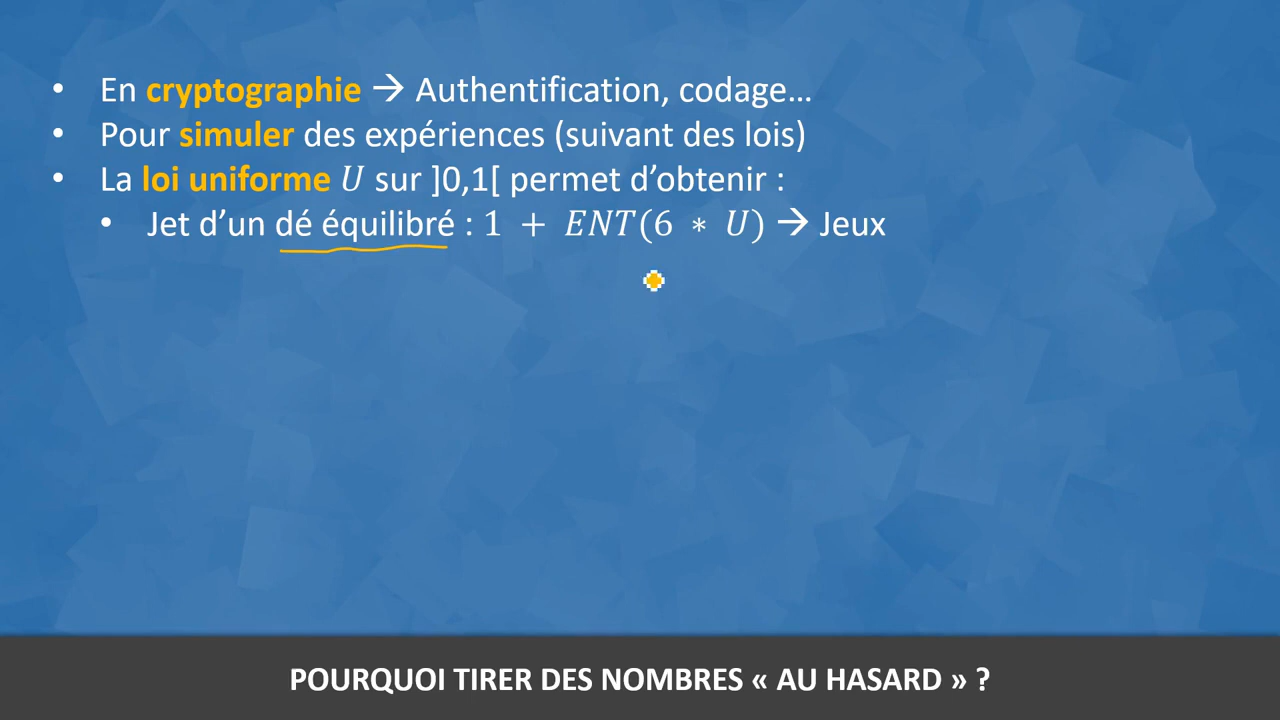 • En cryptographie → Authentification, codage…
• Pour simuler des expériences (suivant des lois)
• La loi uniforme U sur ]0,1[ permet d’obtenir :
• Jet d’un dé équilibré : 1 + ENT(6 * U) → Jeux
POURQUOI TIRER DES NOMBRES « AU HASARD » ?